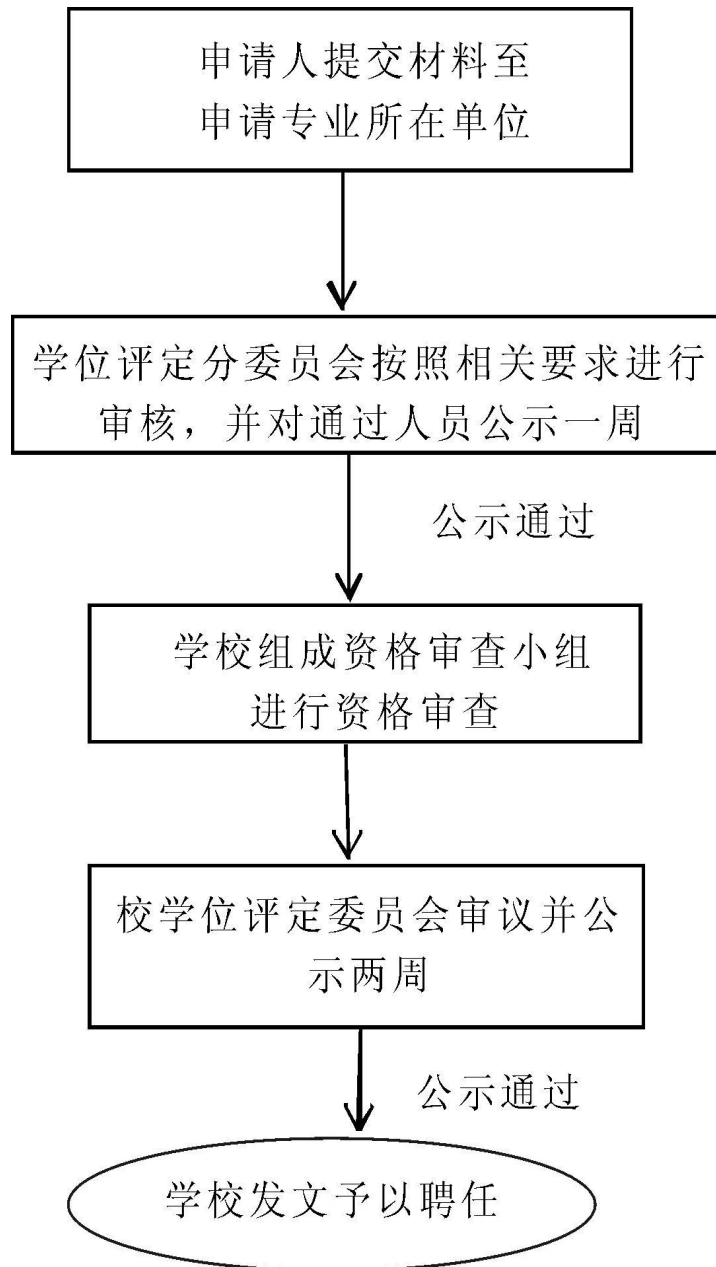 申请人提交材料至
申请专业所在单位
学位评定分委员会按照相关要求进行
审核，并对通过人员公示一周
公示通过
学校组成资格审查小组
进行资格审查
校学位评定委员会审议并公
示两周
公示通过
学校发文予以聘任